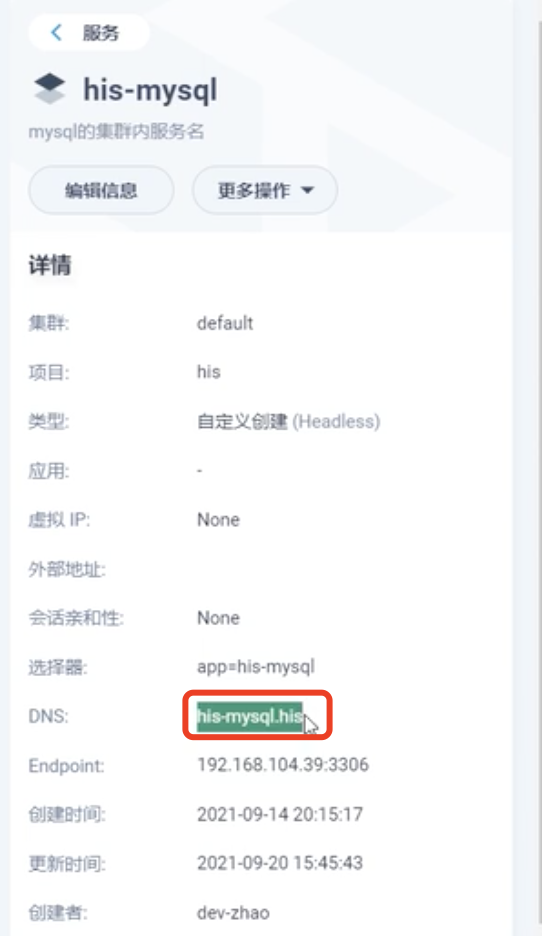 服务
his-mysql
mysql的集群内服务名
编辑信息 更多操作
详情
集群: default
项目: his
类型: 自定义创建 (Headless)
应用: -
虚拟 IP: None
外部地址:
会话亲和性: None
选择器: app=his-mysql
DNS: his-mysql.his
Endpoint: 192.168.104.39:3306
创建时间: 2021-09-14 20:15:17
更新时间: 2021-09-20 15:45:43
创建者: dev-zhao